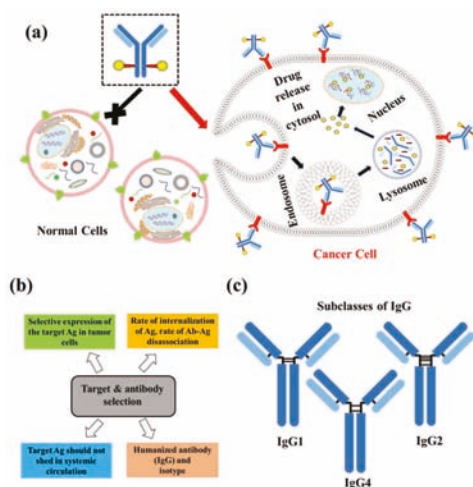 (a)
Drug
release in
cytosol
Nucleus
Endosome
Lysosome
Normal Cells
Cancer Cell
(b)
Selective expression of
the target Ag in tumor
cells
Rate of internalization
of Ag, rate of Ab-Ag
disassociation
Target & antibody
selection
Target Ag should not
shed in systemic
circulation
Humanized antibody
(IgG) and
isotype
(c)
Subclasses of IgG
IgG1
IgG4
IgG2